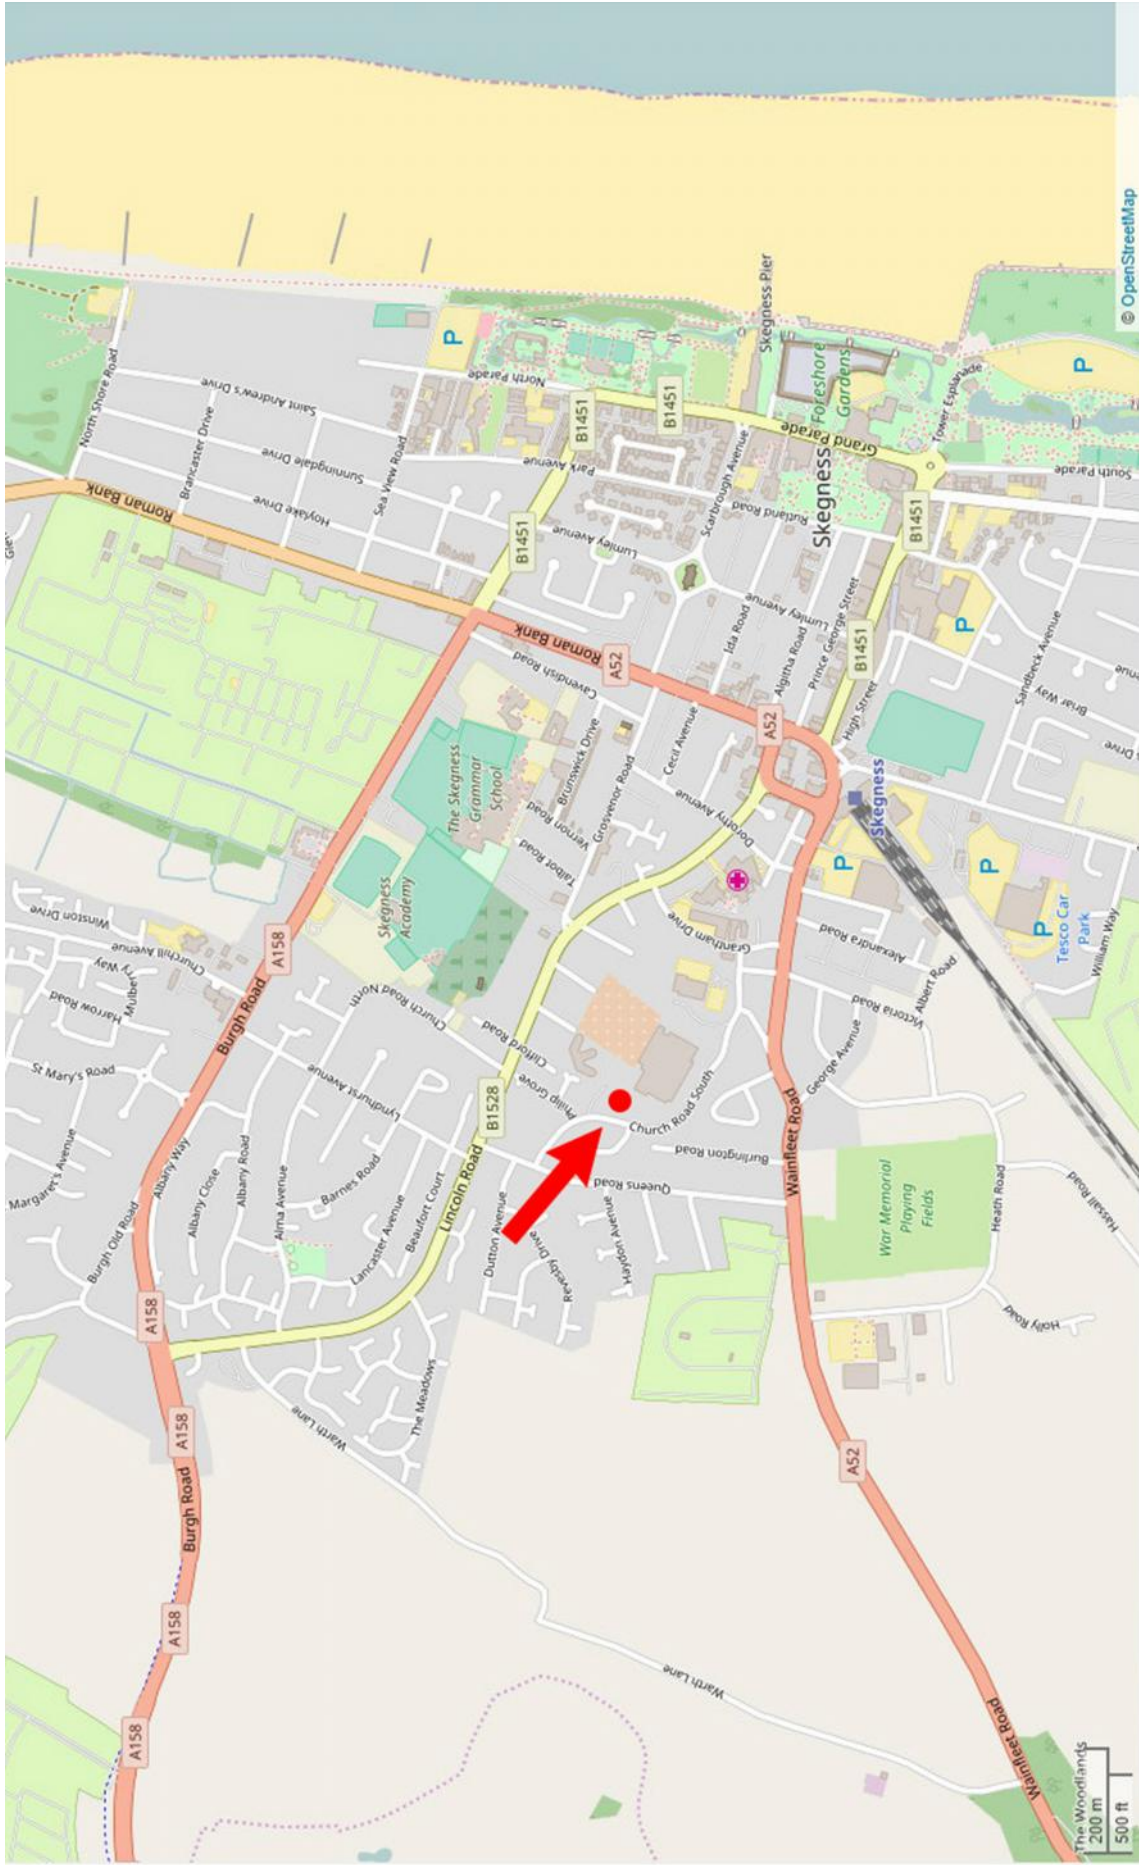 North Shore Road
Roman Bank
Brancaster Drive
Saint Andrew's Drive
Sunningdale Drive
Hoylake Drive
Sea View Road
P
North Parade
Park Avenue
B1451
B1451
B1451
Skegness Pier
Foreshore
Gardens
Grand Parade
Tower Esplanade
P
South Parade
Scarbrough Avenue
Rutland Road
Skegness
Lumley Avenue
Lumley Avenue
B1451
B1451
Roman Bank
A52
Ida Road
Algitha Road
Prince George Street
High Street
A52
P
Sandbeck Avenue
Briar Way
Cavendish Road
Brunswick Drive
Vernon Road
Talbot Road
Grosvenor Road
Cecil Avenue
Dorothy Avenue
The Skegness
Grammar
School
Skegness
Academy
Skegness
P
P
P
Tesco Car
Park
William Way
Winston Drive
Churchill Avenue
Mulberry Way
Harrow Road
St Mary's Road
Margaret's Avenue
A158
Burgh Road
Church Road North
Clifford Road
Philip Grove
Lyndhurst Avenue
Grantham Drive
Alexandra Road
Victoria Road
Albert Road
George Avenue
B1528
Lincoln Road
Church Road South
Burlington Road
Queens Road
Wainfleet Road
Albany Way
Albany Close
Albany Road
Alma Avenue
Barnes Road
Lancaster Avenue
Beaufort Court
Dutton Avenue
Revesby Drive
Haydon Avenue
Burgh Old Road
A158
The Meadows
Warth Lane
War Memorial
Playing
Fields
Heath Road
Hassall Road
Holly Road
A158
Burgh Road
A158
A158
A52
Warth Lane
Wainfleet Road
The Woodlands
200 m
500 ft
© OpenStreetMap